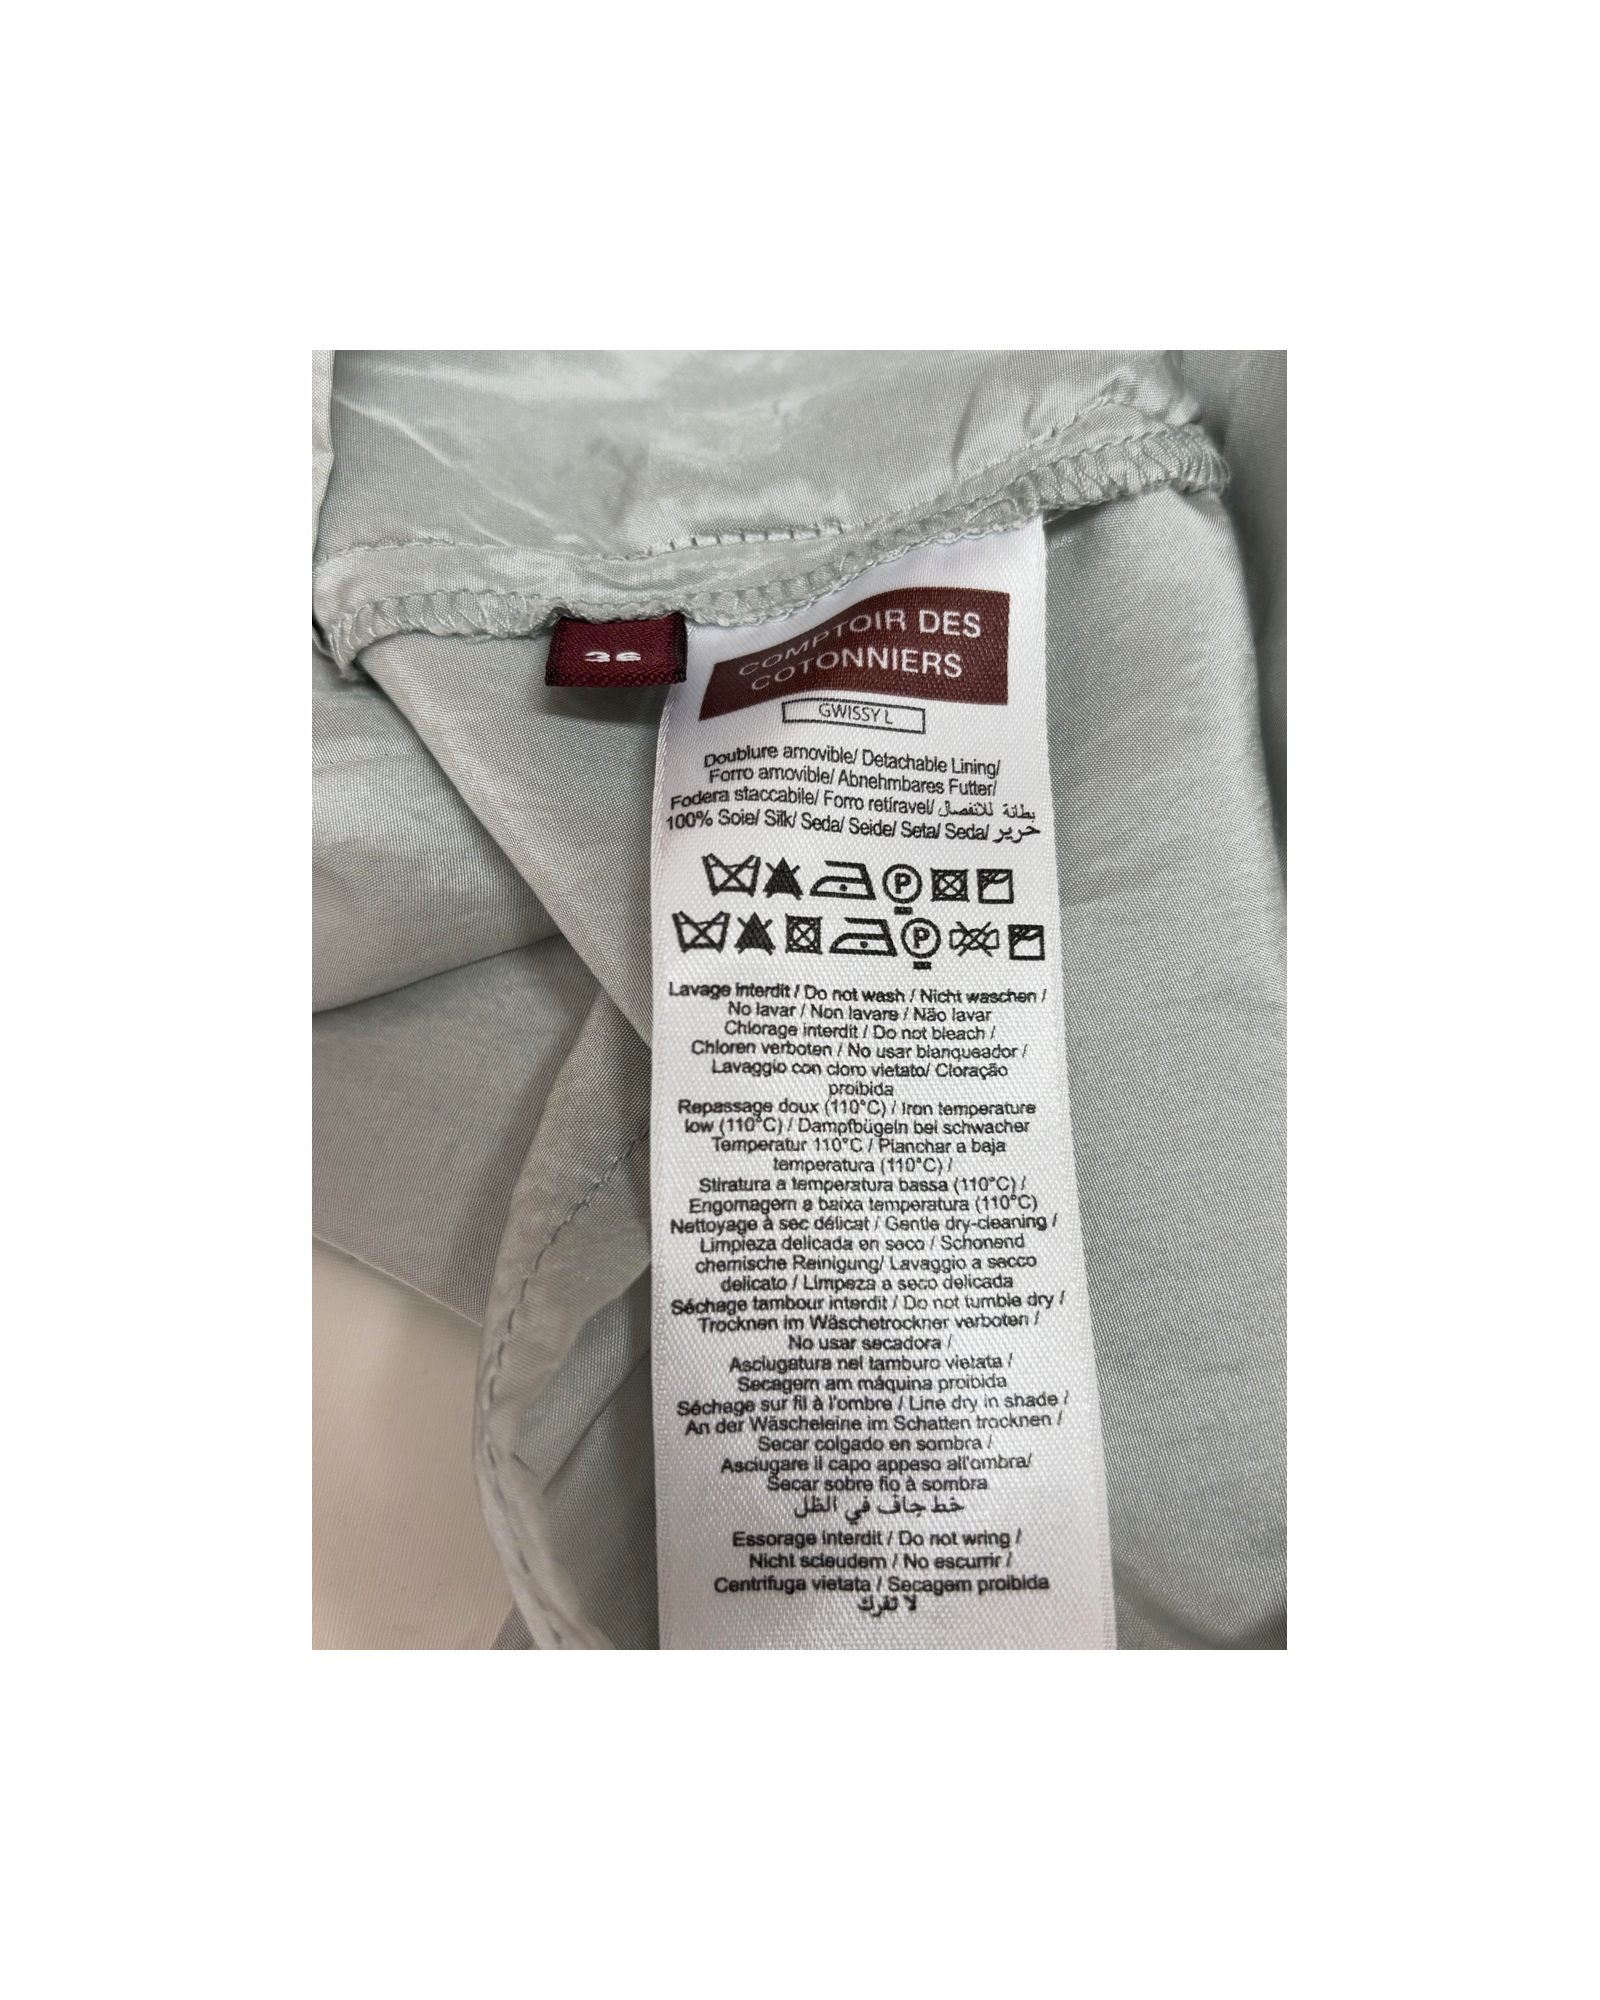 36
COMPTOIR DES
COTONNIERS
GWISSY L
Doublure amovible/ Detachable Lining/
Forro amovible/ Abnehmbares Futter/
Fodera staccabile/ Forro retíravel/ بطانة للانفصال
100% Soie/ Silk/ Seda/ Seide/ Seta/ Seda/ حرير
P
P
Lavage interdit / Do not wash / Nicht waschen /
No lavar / Non lavare / Não lavar
Chlorage interdit / Do not bleach /
Chloren verboten / No usar blanqueador /
Lavaggio con cloro vietato/ Cloração
proibida
Repassage doux (110°C) / Iron temperature
low (110°C) / Dampfbügeln bei schwacher
Temperatur 110°C / Planchar a baja
temperatura (110°C) /
Stiratura a temperatura bassa (110°C) /
Engomagem a baixa temperatura (110°C)
Nettoyage à sec délicat / Gentle dry-cleaning /
Limpieza delicada en seco / Schonend
chemische Reinigung/ Lavaggio a secco
delicato / Limpeza a seco delicada
Séchage tambour interdit / Do not tumble dry /
Trocknen im Wäschetrockner verboten /
No usar secadora /
Asciugatura nel tamburo vietata /
Secagem am máquina proibida
Séchage sur fil à l'ombre / Line dry in shade /
An der Wäscheleine im Schatten trocknen /
Secar colgado en sombra /
Asciugare il capo appeso all'ombra/
Secar sobre fio à sombra
خط جاف في الظل
Essorage interdit / Do not wring /
Nicht scleudem / No escurrir /
Centrifuga vietata / Secagem proibida
لا تفرك